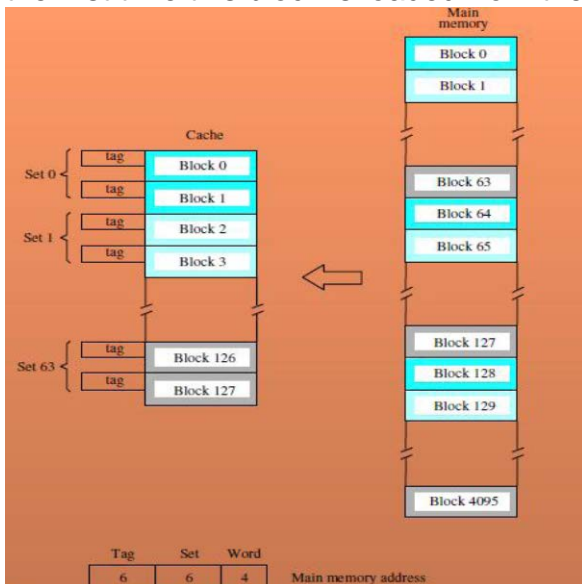 Main
memory
Block 0
Block 1
Block 63
Block 64
Block 65
Block 127
Block 128
Block 129
Block 4095
Cache
Set 0
tag
Block 0
tag
Block 1
Set 1
tag
Block 2
tag
Block 3
Set 63
tag
Block 126
tag
Block 127
Tag Set Word
6 6 4 Main memory address